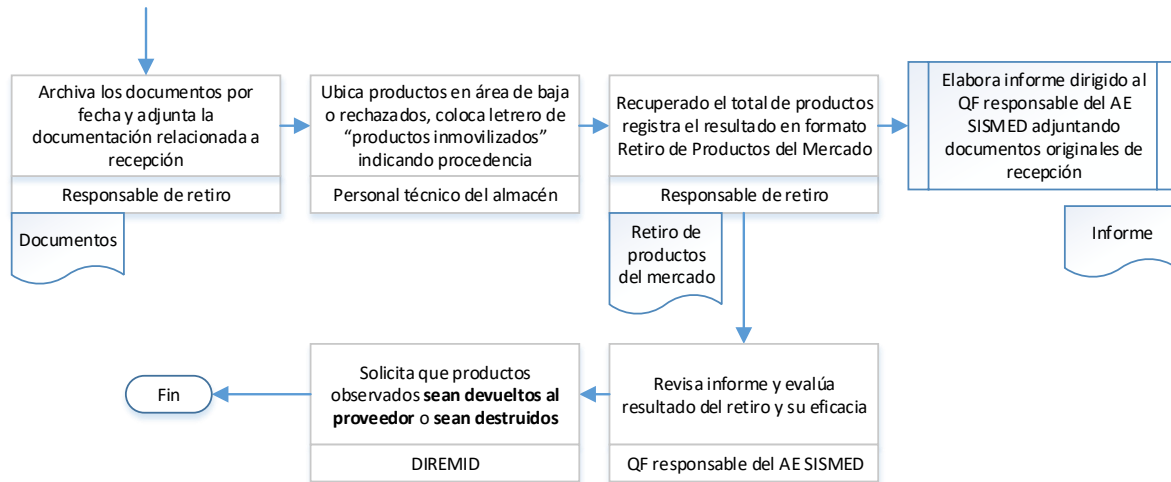 Archiva los documentos por
fecha y adjunta la
documentación relacionada a
recepción
Responsable de retiro
Documentos
Ubica productos en área de baja
o rechazados, coloca letrero de
“productos inmovilizados”
indicando procedencia
Personal técnico del almacén
Recuperado el total de productos
registra el resultado en formato
Retiro de Productos del Mercado
Responsable de retiro
Retiro de
productos
del mercado
Elabora informe dirigido al
QF responsable del AE
SISMED adjuntando
documentos originales de
recepción
Informe
Revisa informe y evalúa
resultado del retiro y su eficacia
QF responsable del AE SISMED
Solicita que productos
observados sean devueltos al
proveedor o sean destruidos
DIREMID
Fin